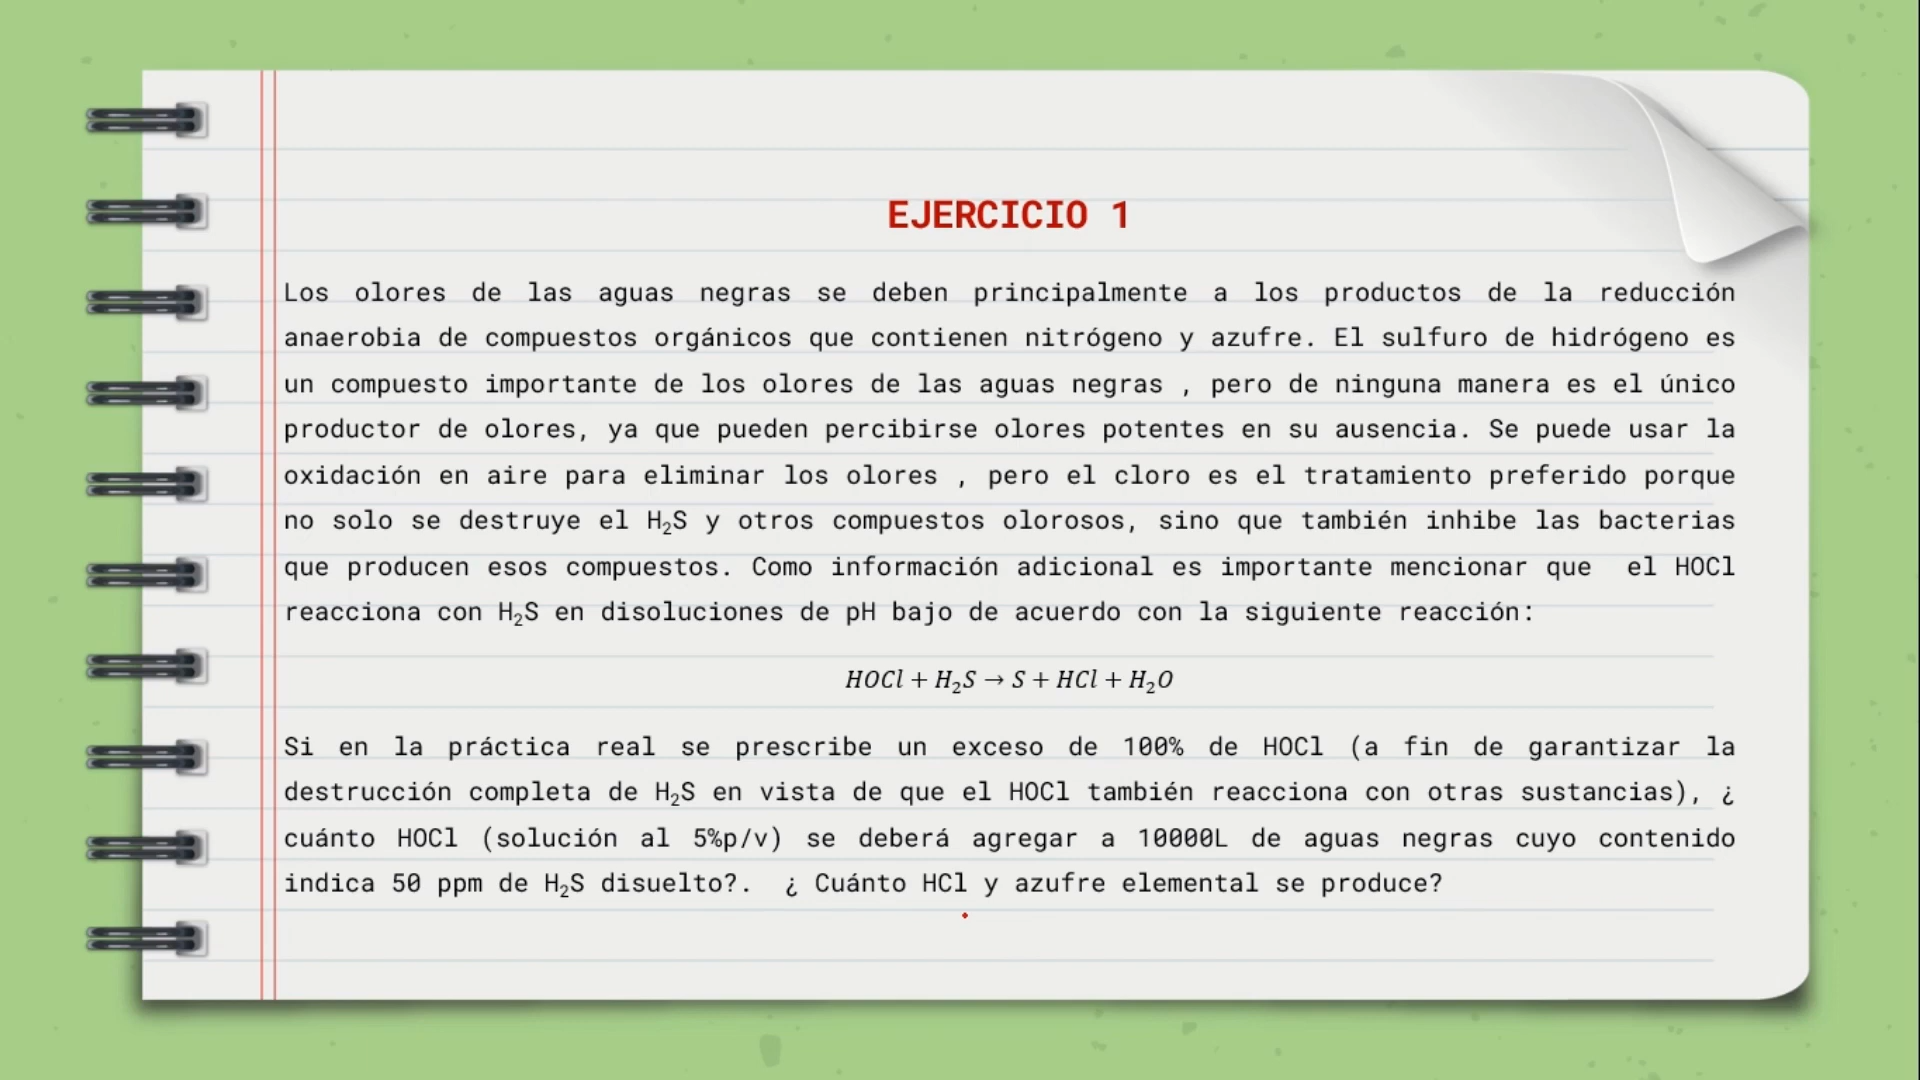 EJERCICIO 1
Los olores de las aguas negras se deben principalmente a los productos de la reducción
anaerobia de compuestos orgánicos que contienen nitrógeno y azufre. El sulfuro de hidrógeno es
un compuesto importante de los olores de las aguas negras , pero de ninguna manera es el único
productor de olores, ya que pueden percibirse olores potentes en su ausencia. Se puede usar la
oxidación en aire para eliminar los olores , pero el cloro es el tratamiento preferido porque
no solo se destruye el H₂S y otros compuestos olorosos, sino que también inhibe las bacterias
que producen esos compuestos. Como información adicional es importante mencionar que el HOCl
reacciona con H₂S en disoluciones de pH bajo de acuerdo con la siguiente reacción:
HOCl + H₂S → S + HCl + H₂O
Si en la práctica real se prescribe un exceso de 100% de HOCl (a fin de garantizar la
destrucción completa de H₂S en vista de que el HOCl también reacciona con otras sustancias), ¿
cuánto HOCl (solución al 5%p/v) se deberá agregar a 10000L de aguas negras cuyo contenido
indica 50 ppm de H₂S disuelto?. ¿ Cuánto HCl y azufre elemental se produce?